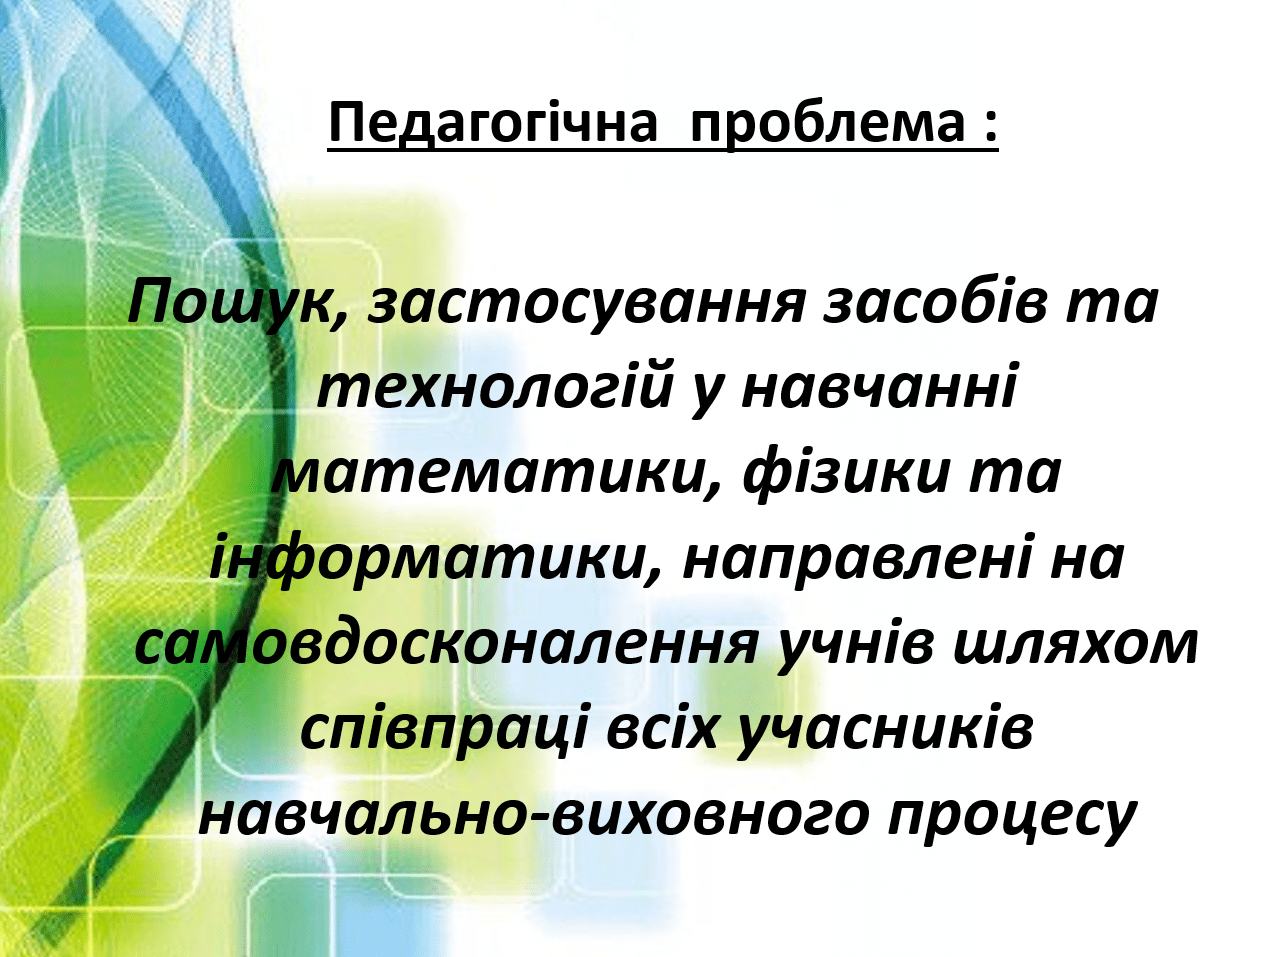 Педагогічна проблема :
Пошук, застосування засобів та
технологій у навчанні
математики, фізики та
інформатики, направлені на
самовдосконалення учнів шляхом
співпраці всіх учасників
навчально-виховного процесу